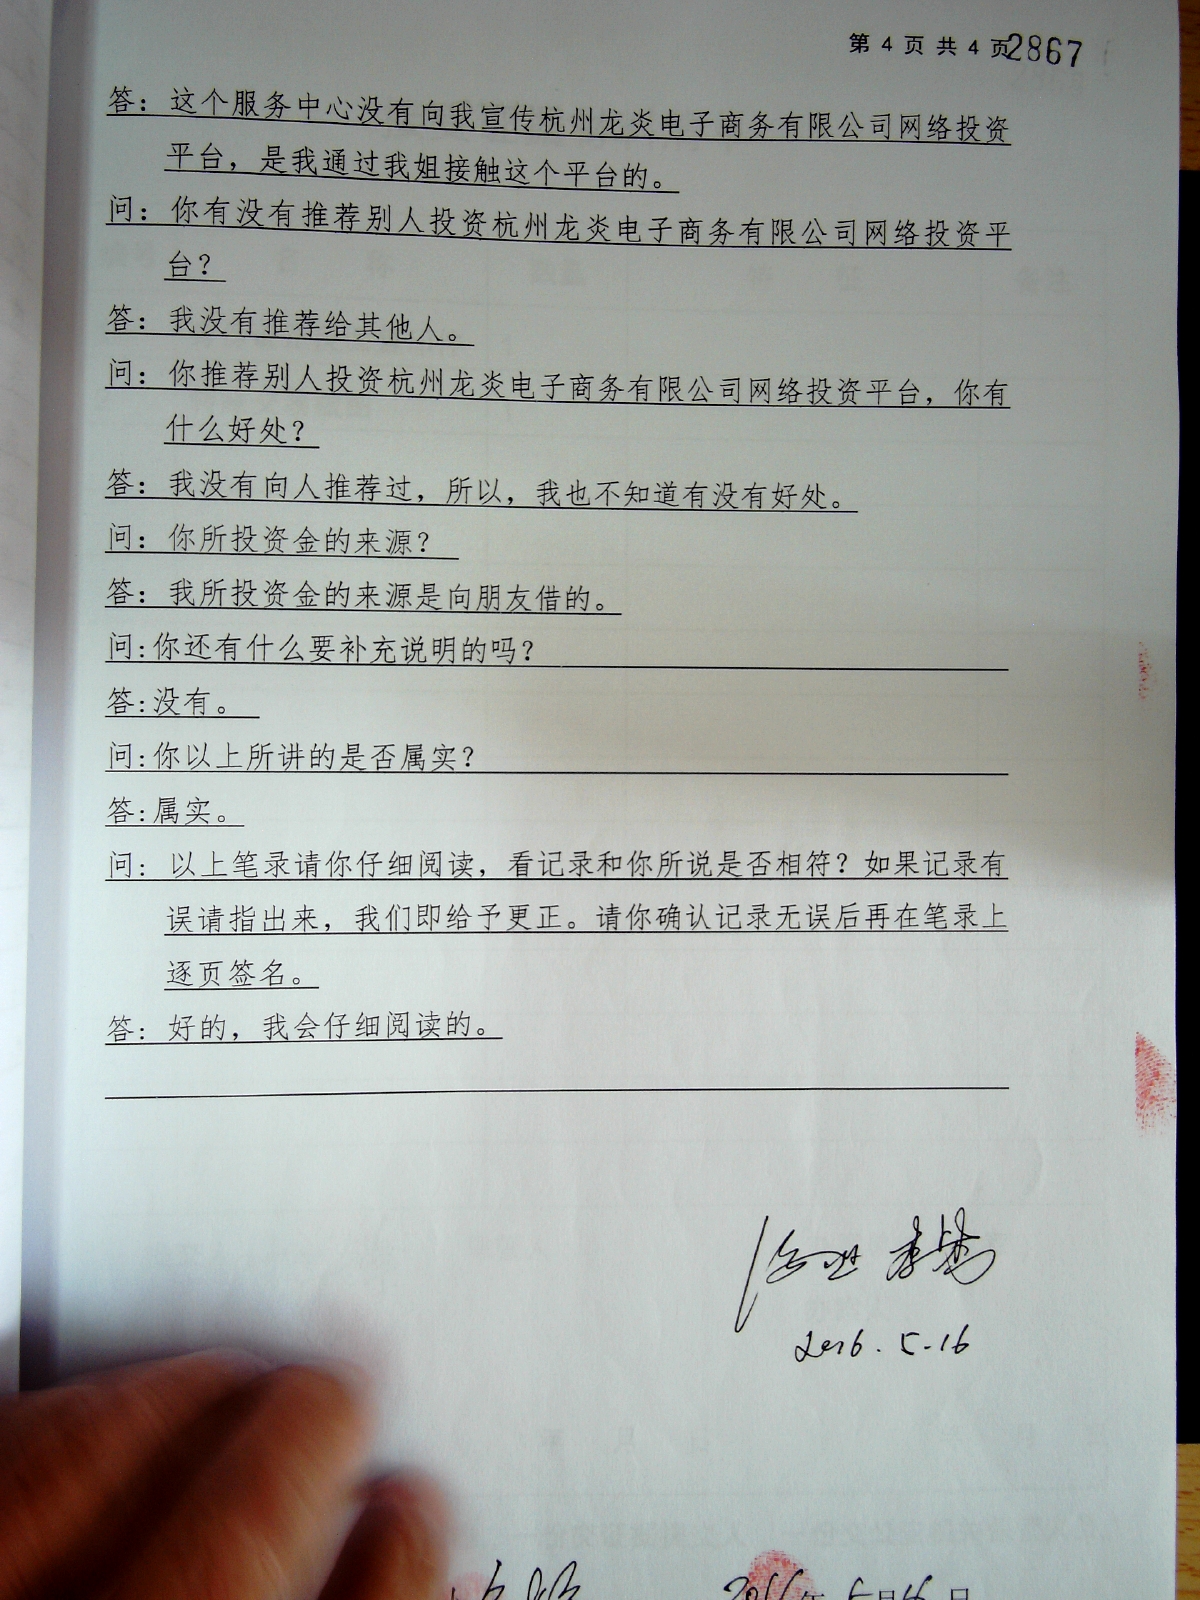 第 4 页 共 4 页2867
答：这个服务中心没有向我宣传杭州龙炎电子商务有限公司网络投资
平台，是我通过我姐接触这个平台的。
问：你有没有推荐别人投资杭州龙炎电子商务有限公司网络投资平
台？
答：我没有推荐给其他人。
问：你推荐别人投资杭州龙炎电子商务有限公司网络投资平台，你有
什么好处？
答：我没有向人推荐过，所以，我也不知道有没有好处。
问：你所投资金的来源？
答：我所投资金的来源是向朋友借的。
问:你还有什么要补充说明的吗？
答:没有。
问:你以上所讲的是否属实？
答:属实。
问：以上笔录请你仔细阅读，看记录和你所说是否相符？如果记录有
误请指出来，我们即给予更正。请你确认记录无误后再在笔录上
逐页签名。
答：好的，我会仔细阅读的。
2016.5.16
2016年5月16日